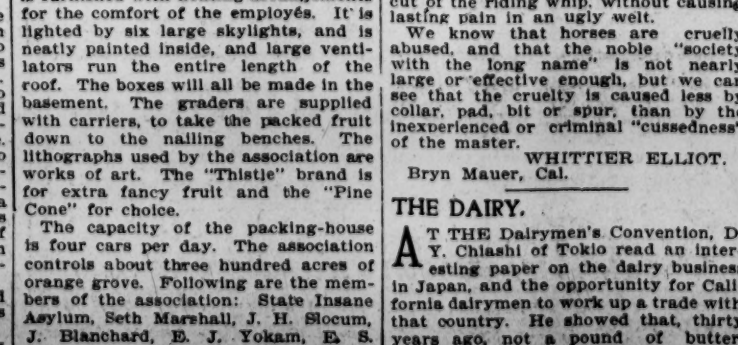 for the comfort of the employés. It is
lighted by six large skylights, and is
neatly painted inside, and large venti-
lators run the entire length of the
roof. The boxes will all be made in the
basement. The graders are supplied
with carriers, to take the packed fruit
down to the nailing benches. The
lithographs used by the association are
works of art. The "Thistle" brand is
for extra fancy fruit and the "Pine
Cone" for choice.
The capacity of the packing-house
is four cars per day. The association
controls about three hundred acres of
orange grove. Following are the mem-
bers of the association: State Insane
Asylum, Seth Marshall, J. H. Slocum,
J. Blanchard, E. J. Yokam, E. S.
cut of the riding whip, without causing
lasting pain in an ugly welt.
We know that horses are cruelly
abused, and that the noble "society
with the long name" is not nearly
large or effective enough, but we can
see that the cruelty is caused less by
collar, pad, bit or spur, than by the
inexperienced or criminal "cussedness"
of the master.
WHITTIER ELLIOT.
Bryn Mauer, Cal.
THE DAIRY.
AT THE Dairymen's Convention, D
Y. Chiashi of Tokio read an inter-
esting paper on the dairy business
in Japan, and the opportunity for Cali
fornia dairymen to work up a trade with
that country. He showed that, thirty
years ago, not a pound of butter